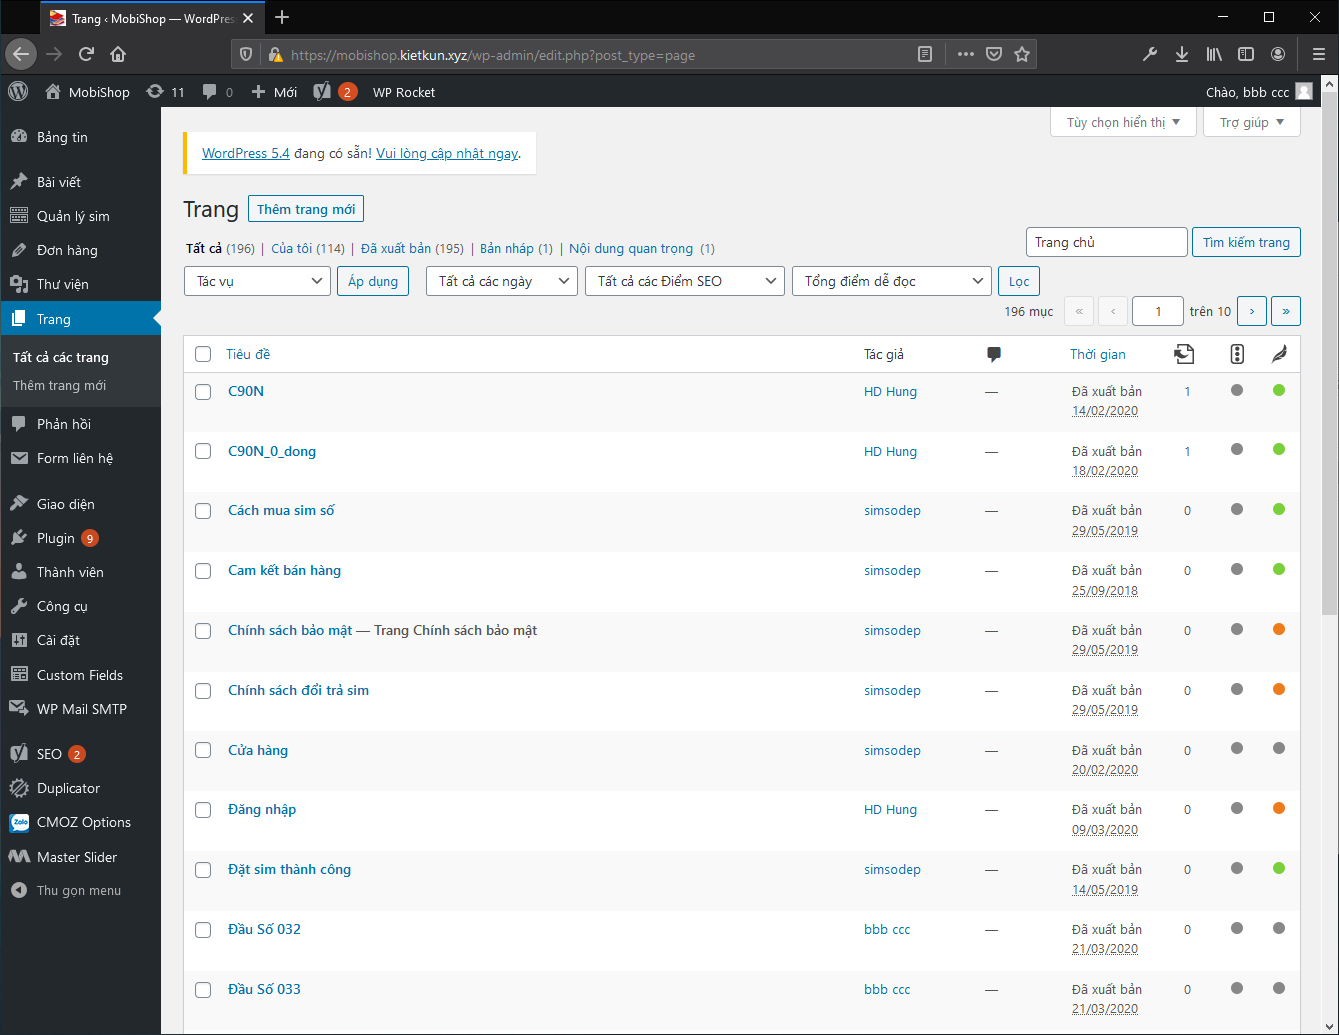 Trang ‹ MobiShop — WordPres
https://mobishop.kietkun.xyz/wp-admin/edit.php?post_type=page
MobiShop 11 0 Mới 2 WP Rocket Chào, bbb ccc
Tùy chọn hiển thị Trợ giúp
Bảng tin
Bài viết
Quản lý sim
Đơn hàng
Thư viện
Trang
Tất cả các trang
Thêm trang mới
Phản hồi
Form liên hệ
Giao diện
Plugin 9
Thành viên
Công cụ
Cài đặt
Custom Fields
WP Mail SMTP
SEO 2
Duplicator
Zalo CMOZ Options
Master Slider
Thu gọn menu
WordPress 5.4 đang có sẵn! Vui lòng cập nhật ngay.
Trang Thêm trang mới
Tất cả (196) | Của tôi (114) | Đã xuất bản (195) | Bản nháp (1) | Nội dung quan trọng (1)
Trang chủ Tìm kiếm trang
Tác vụ Áp dụng Tất cả các ngày Tất cả các Điểm SEO Tổng điểm dễ đọc Lọc
196 mục « ‹ 1 trên 10 › »
Tiêu đề Tác giả Thời gian
C90N HD Hung — Đã xuất bản 1
14/02/2020
C90N_0_dong HD Hung — Đã xuất bản 1
18/02/2020
Cách mua sim số simsodep — Đã xuất bản 0
29/05/2019
Cam kết bán hàng simsodep — Đã xuất bản 0
25/09/2018
Chính sách bảo mật — Trang Chính sách bảo mật simsodep — Đã xuất bản 0
29/05/2019
Chính sách đổi trả sim simsodep — Đã xuất bản 0
29/05/2019
Cửa hàng simsodep — Đã xuất bản 0
20/02/2020
Đăng nhập HD Hung — Đã xuất bản 0
09/03/2020
Đặt sim thành công simsodep — Đã xuất bản 0
14/05/2019
Đầu Số 032 bbb ccc — Đã xuất bản 0
21/03/2020
Đầu Số 033 bbb ccc — Đã xuất bản 0
21/03/2020